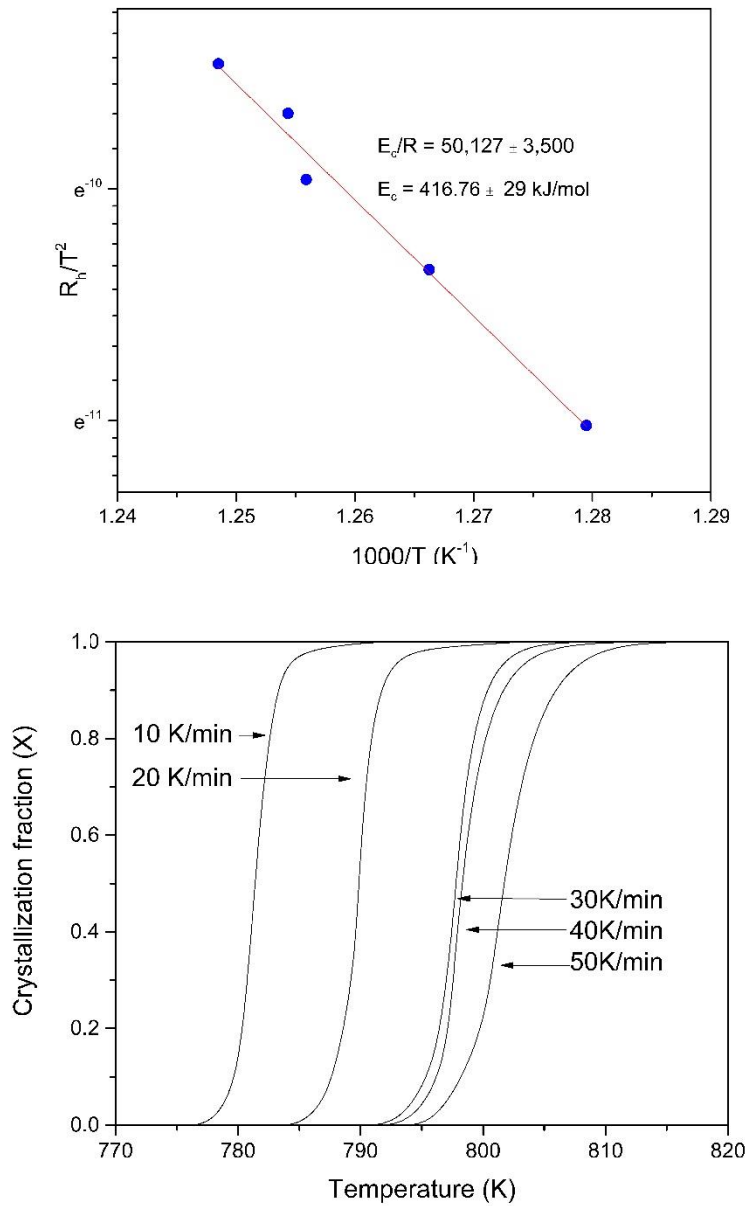 E_c/R = 50,127 ± 3,500
E_c = 416.76 ± 29 kJ/mol
e^-10
e^-11
R_h/T^2
1.24 1.25 1.26 1.27 1.28 1.29
1000/T (K^-1)
1.0
0.8
0.6
0.4
0.2
0.0
Crystallization fraction (X)
10 K/min
20 K/min
30K/min
40K/min
50K/min
770 780 790 800 810 820
Temperature (K)